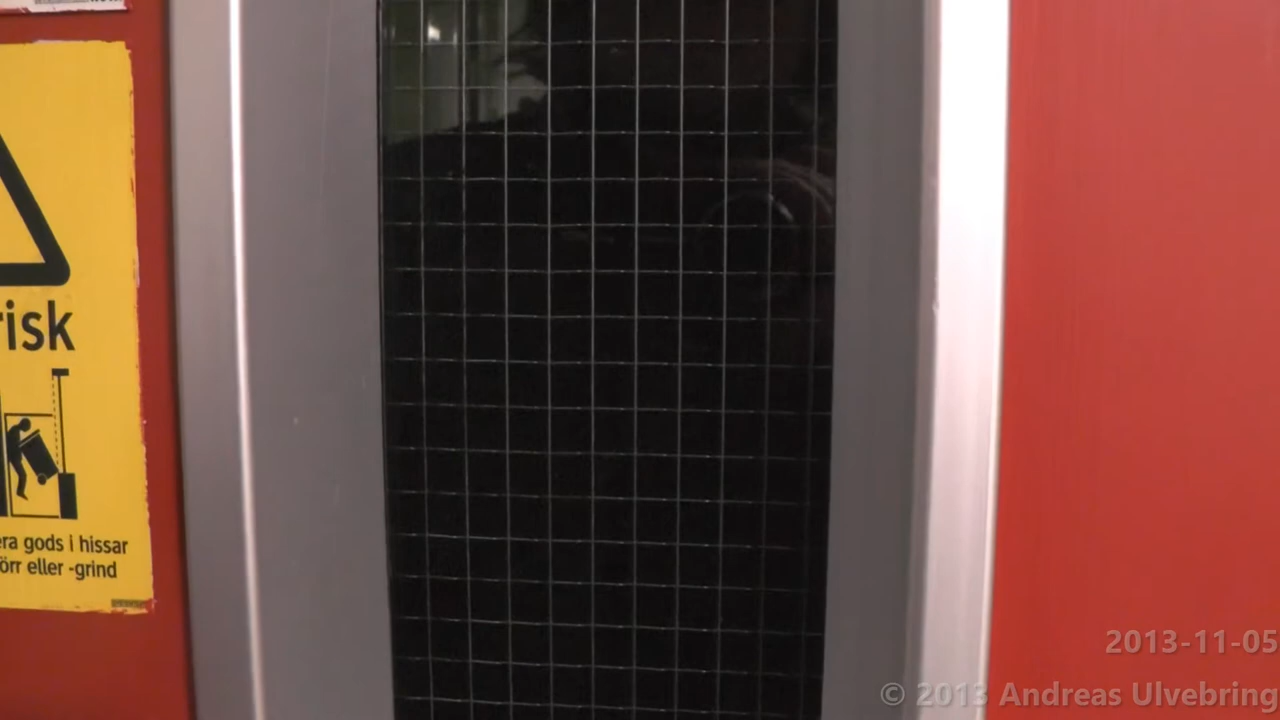 risk
era gods i hissar
örr eller -grind
2013-11-05
© 2013 Andreas Ulvebring